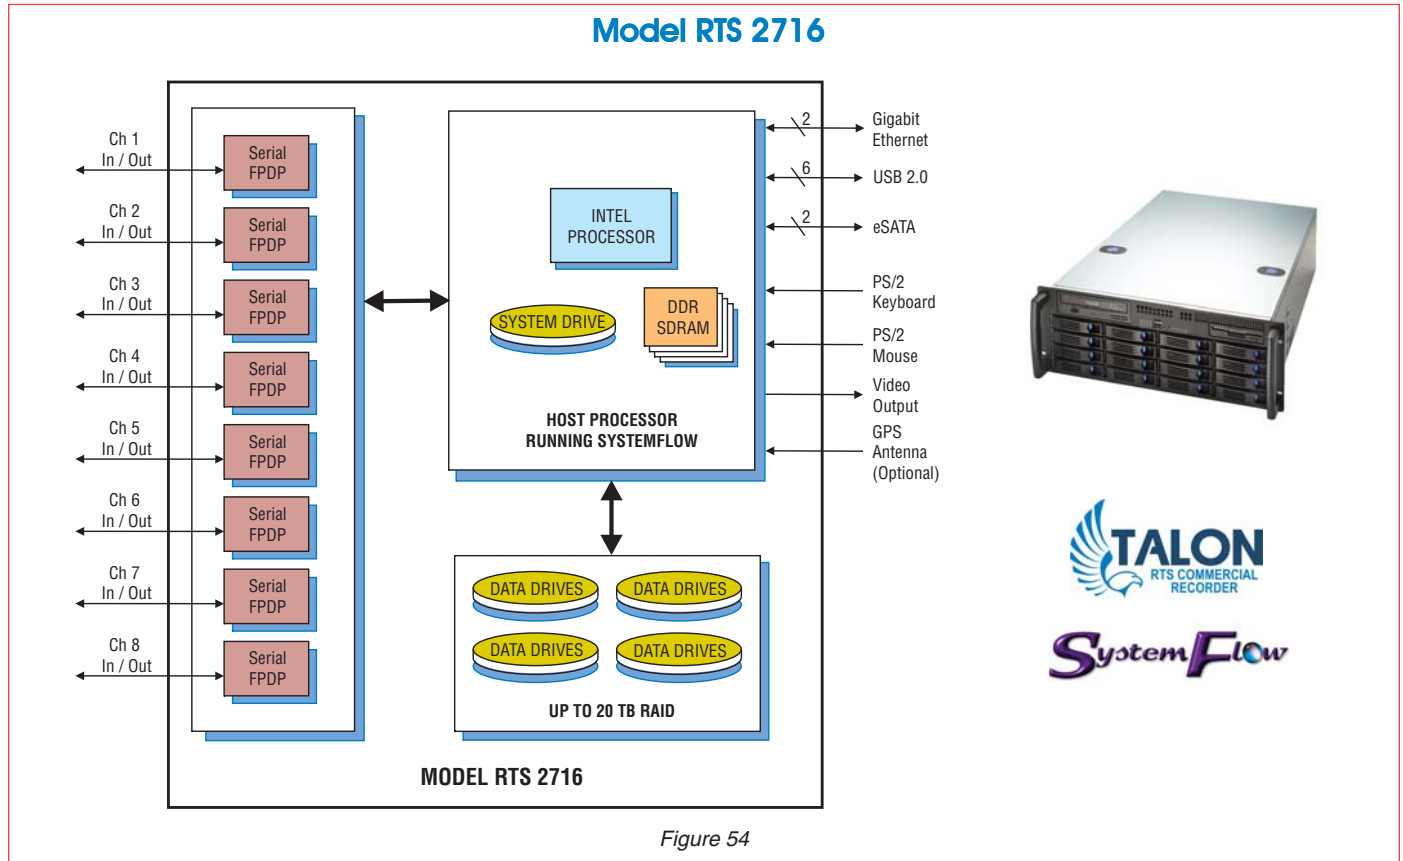 Model RTS 2716
Ch 1
In / Out
Serial
FPDP
Ch 2
In / Out
Serial
FPDP
Ch 3
In / Out
Serial
FPDP
Ch 4
In / Out
Serial
FPDP
Ch 5
In / Out
Serial
FPDP
Ch 6
In / Out
Serial
FPDP
Ch 7
In / Out
Serial
FPDP
Ch 8
In / Out
Serial
FPDP
INTEL
PROCESSOR
SYSTEM DRIVE
DDR
SDRAM
HOST PROCESSOR
RUNNING SYSTEMFLOW
2
Gigabit
Ethernet
6
USB 2.0
2
eSATA
PS/2
Keyboard
PS/2
Mouse
Video
Output
GPS
Antenna
(Optional)
DATA DRIVES
DATA DRIVES
DATA DRIVES
DATA DRIVES
UP TO 20 TB RAID
MODEL RTS 2716
TALON
RTS COMMERCIAL
RECORDER
SystemFlow
Figure 54